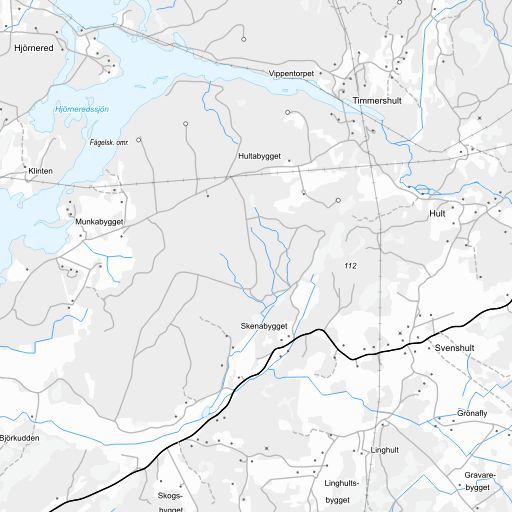 Hjörnered
Vippentorpet
Timmershult
Hjörneredssjön
Fågelsk. omr.
Hultabygget
Klinten
Hult
Munkabygget
112
Skenabygget
Svenshult
Grönafly
Björkudden
Linghult
Skogs-
bygget
Linghults-
bygget
Gravare-
bygget